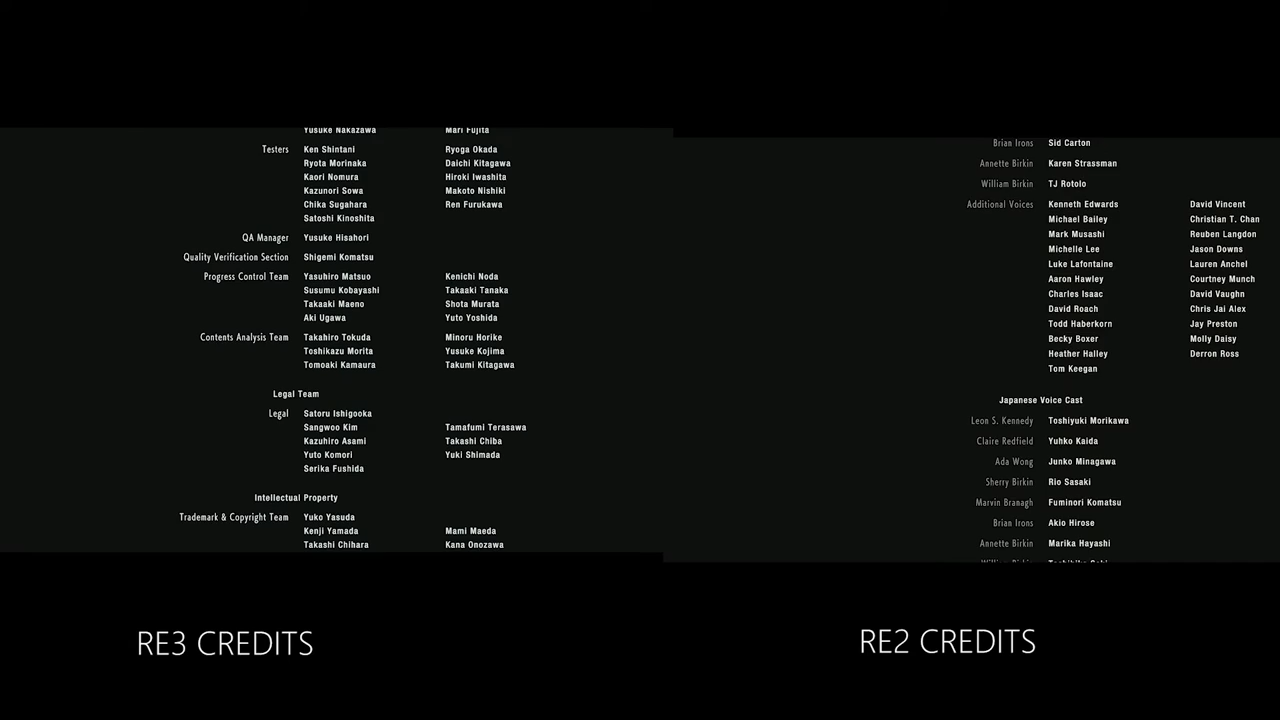 Yusuke Nakazawa Mari Fujita
Testers Ken Shintani Ryoga Okada
Ryota Morinaka Daichi Kitagawa
Kaori Nomura Hiroki Iwashita
Kazunori Sowa Makoto Nishiki
Chika Sugahara Ren Furukawa
Satoshi Kinoshita
QA Manager Yusuke Hisahori
Quality Verification Section Shigemi Komatsu
Progress Control Team Yasuhiro Matsuo Kenichi Noda
Susumu Kobayashi Takaaki Tanaka
Takaaki Maeno Shota Murata
Aki Ugawa Yuto Yoshida
Contents Analysis Team Takahiro Tokuda Minoru Horike
Toshikazu Morita Yusuke Kojima
Tomoaki Kamaura Takumi Kitagawa
Legal Team
Legal Satoru Ishigooka
Sangwoo Kim Tamafumi Terasawa
Kazuhiro Asami Takashi Chiba
Yuto Komori Yuki Shimada
Serika Fushida
Intellectual Property
Trademark & Copyright Team Yuko Yasuda
Kenji Yamada Mami Maeda
Takashi Chihara Kana Onozawa
RE3 CREDITS
Brian Irons Sid Carton
Annette Birkin Karen Strassman
William Birkin TJ Rotolo
Additional Voices Kenneth Edwards David Vincent
Michael Bailey Christian T. Chan
Mark Musashi Reuben Langdon
Michelle Lee Jason Downs
Luke Lafontaine Lauren Anchel
Aaron Hawley Courtney Munch
Charles Isaac David Vaughn
David Roach Chris Jai Alex
Todd Haberkorn Jay Preston
Becky Boxer Molly Daisy
Heather Halley Derron Ross
Tom Keegan
Japanese Voice Cast
Leon S. Kennedy Toshiyuki Morikawa
Claire Redfield Yuhko Kaida
Ada Wong Junko Minagawa
Sherry Birkin Rio Sasaki
Marvin Branagh Fuminori Komatsu
Brian Irons Akio Hirose
Annette Birkin Marika Hayashi
RE2 CREDITS